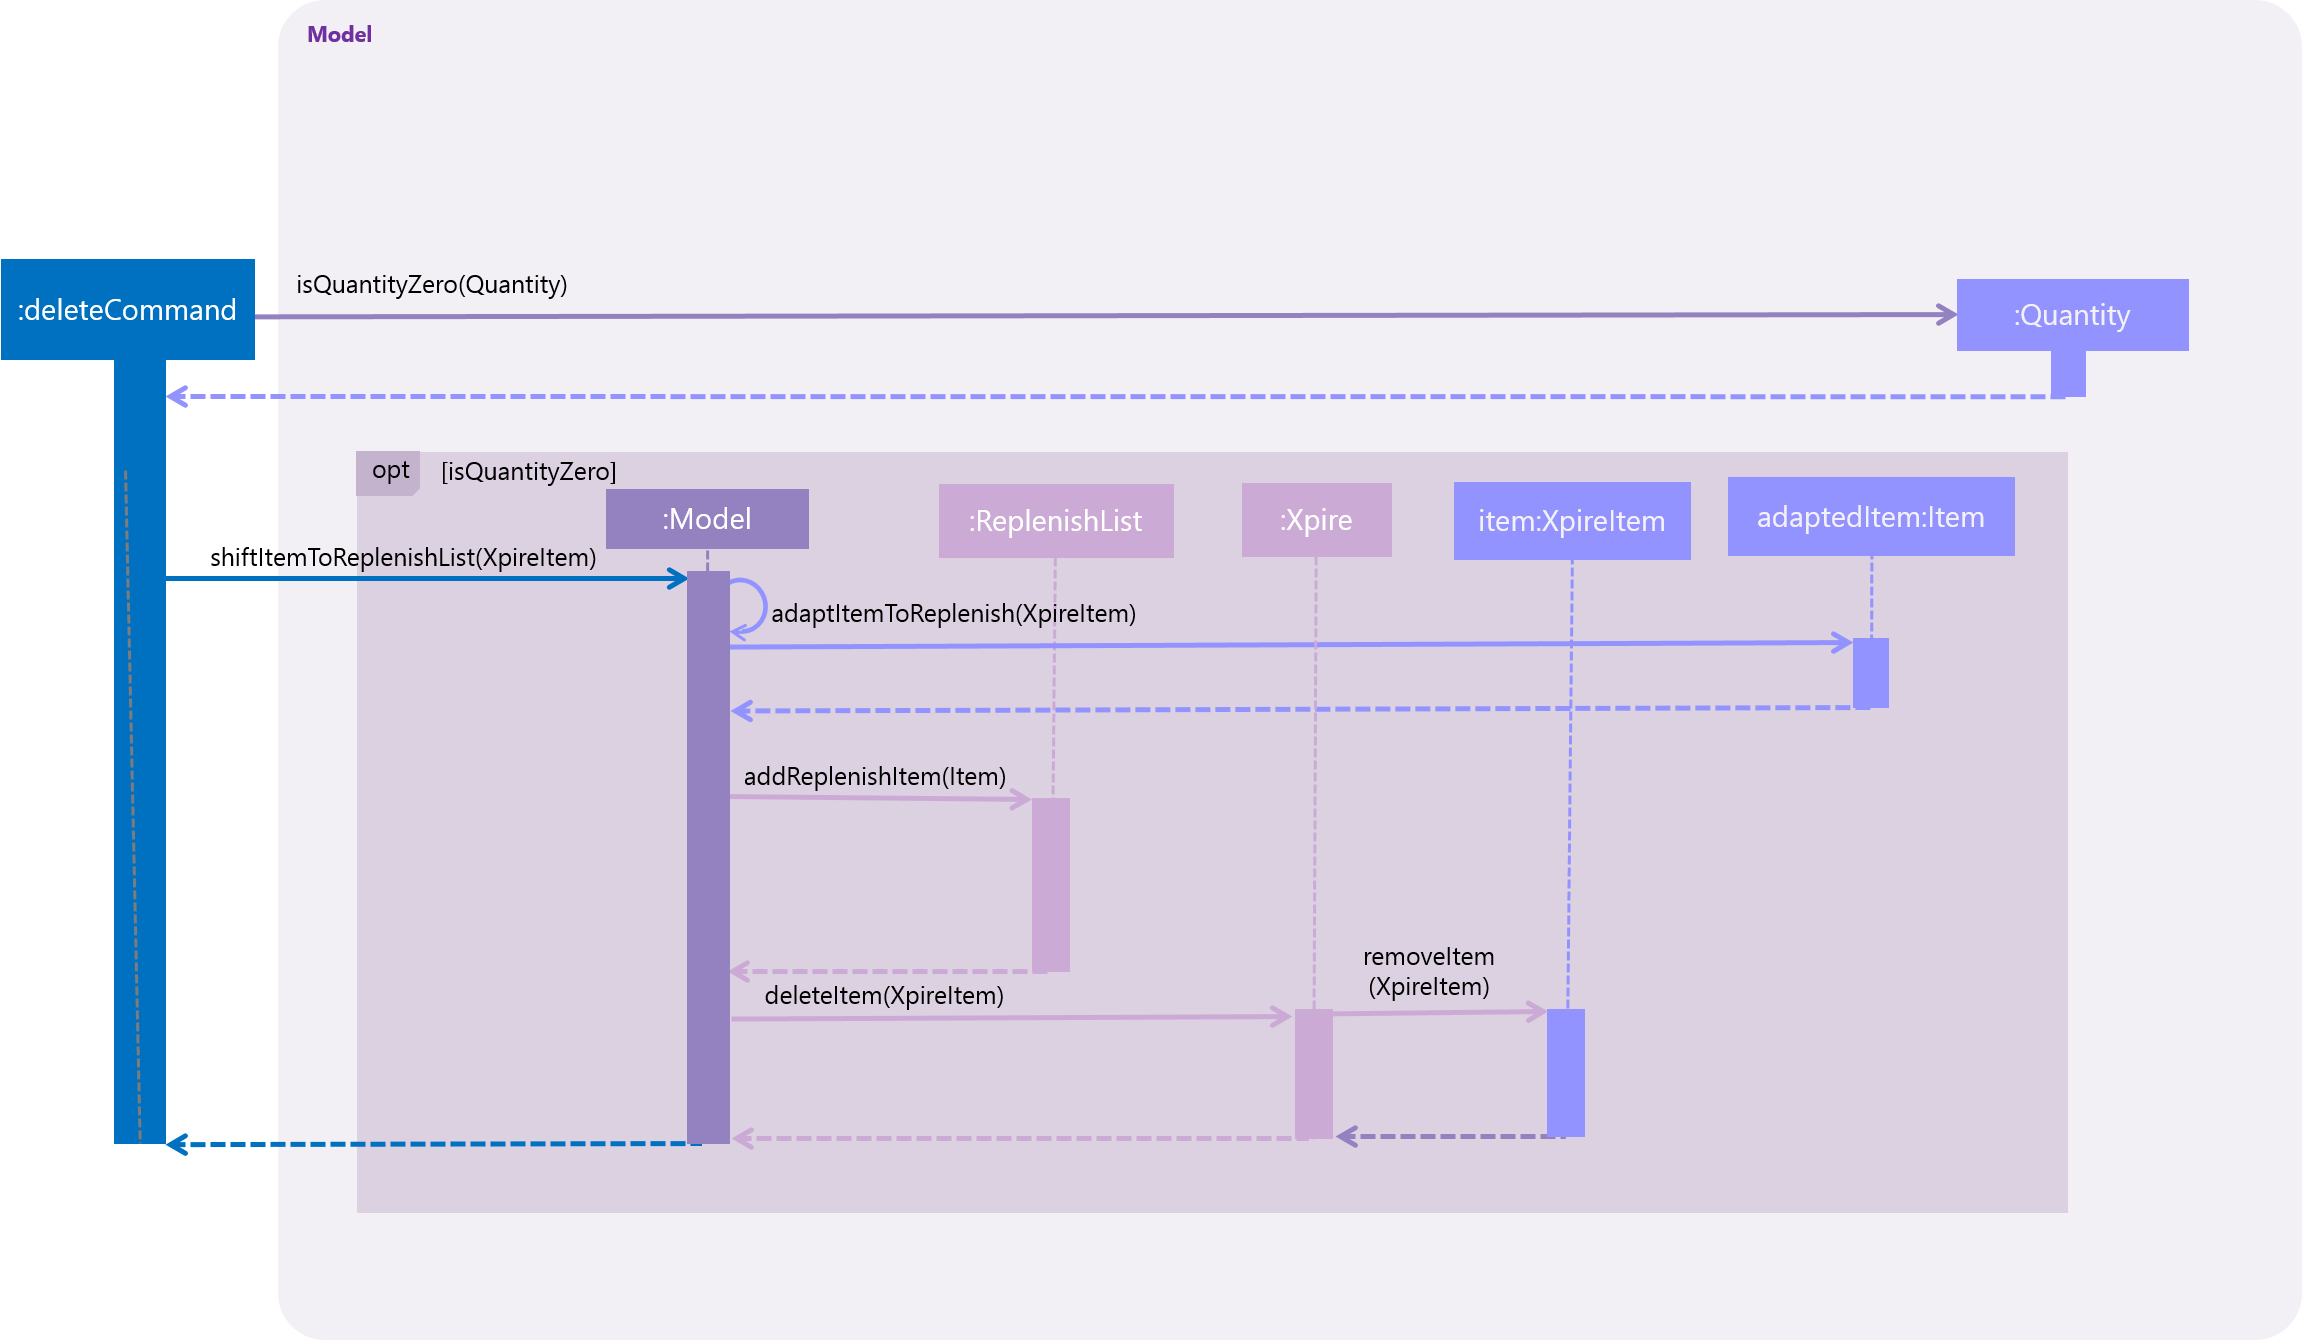 Model
isQuantityZero(Quantity)
:deleteCommand
:Quantity
opt
[isQuantityZero]
:Model
:ReplenishList
:Xpire
item:XpireItem
adaptedItem:Item
shiftItemToReplenishList(XpireItem)
adaptItemToReplenish(XpireItem)
addReplenishItem(Item)
removeItem
(XpireItem)
deleteItem(XpireItem)